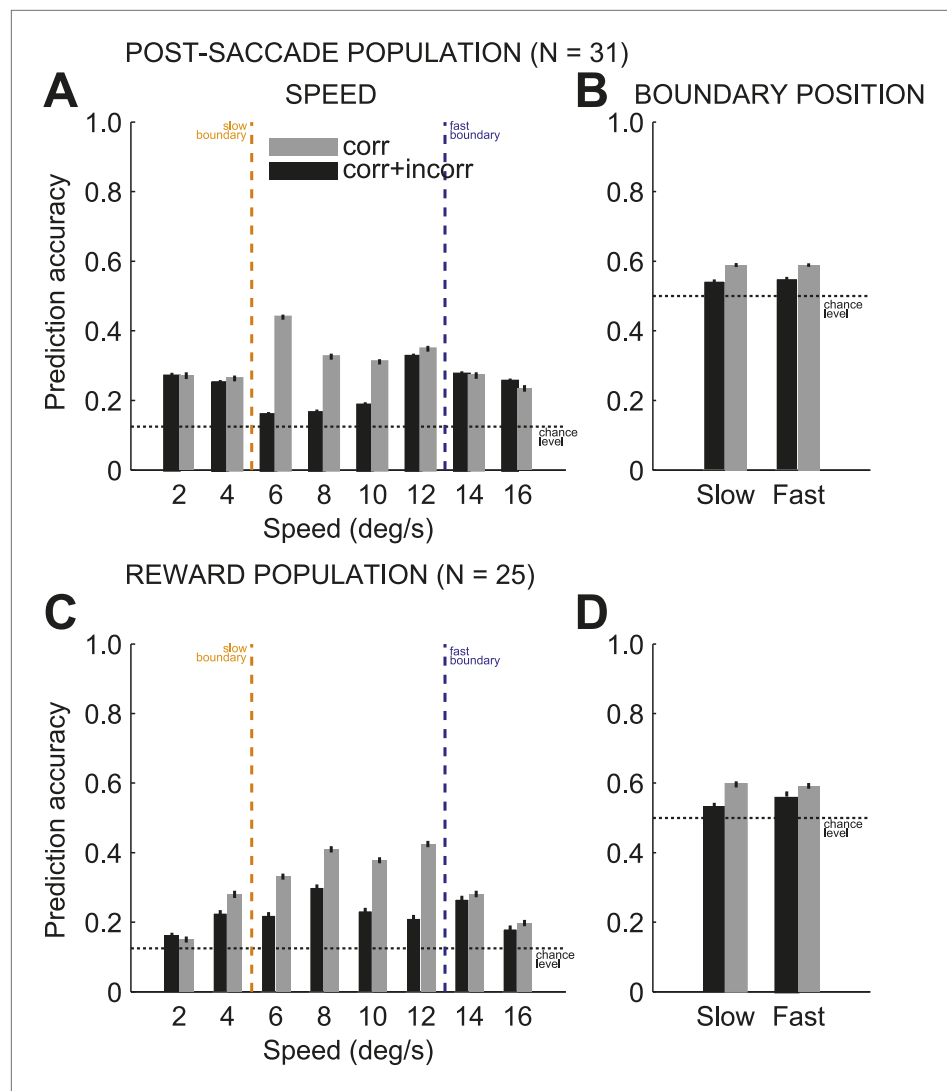 POST-SACCADE POPULATION (N = 31)
A
SPEED
B
BOUNDARY POSITION
slow
boundary
fast
boundary
corr
corr+incorr
Prediction accuracy
1.0
0.8
0.6
0.4
0.2
0
chance
level
2 4 6 8 10 12 14 16
Speed (deg/s)
1.0
0.8
0.6
0.4
0.2
0
chance
level
Slow Fast
REWARD POPULATION (N = 25)
C
D
slow
boundary
fast
boundary
Prediction accuracy
1.0
0.8
0.6
0.4
0.2
0
chance
level
2 4 6 8 10 12 14 16
Speed (deg/s)
1.0
0.8
0.6
0.4
0.2
0
chance
level
Slow Fast